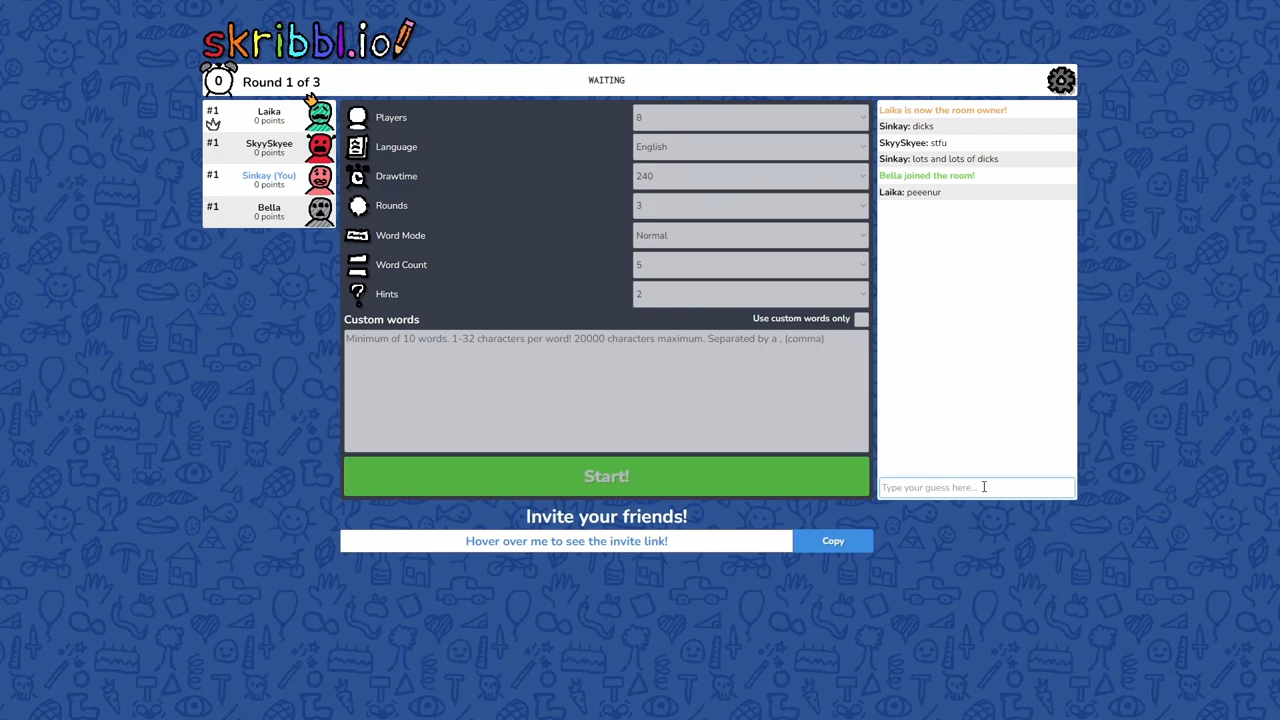 skribbl.io
0
Round 1 of 3
WAITING
#1
Laika
0 points
#1
SkyySkyee
0 points
#1
Sinkay (You)
0 points
#1
Bella
0 points
Players
8
Language
English
Drawtime
240
Rounds
3
Word Mode
Normal
Word Count
5
Hints
2
Custom words
Use custom words only
Minimum of 10 words. 1-32 characters per word! 20000 characters maximum. Separated by a , (comma)
Start!
Invite your friends!
Hover over me to see the invite link!
Copy
Laika is now the room owner!
Sinkay: dicks
SkyySkyee: stfu
Sinkay: lots and lots of dicks
Bella joined the room!
Laika: peeenur
Type your guess here...